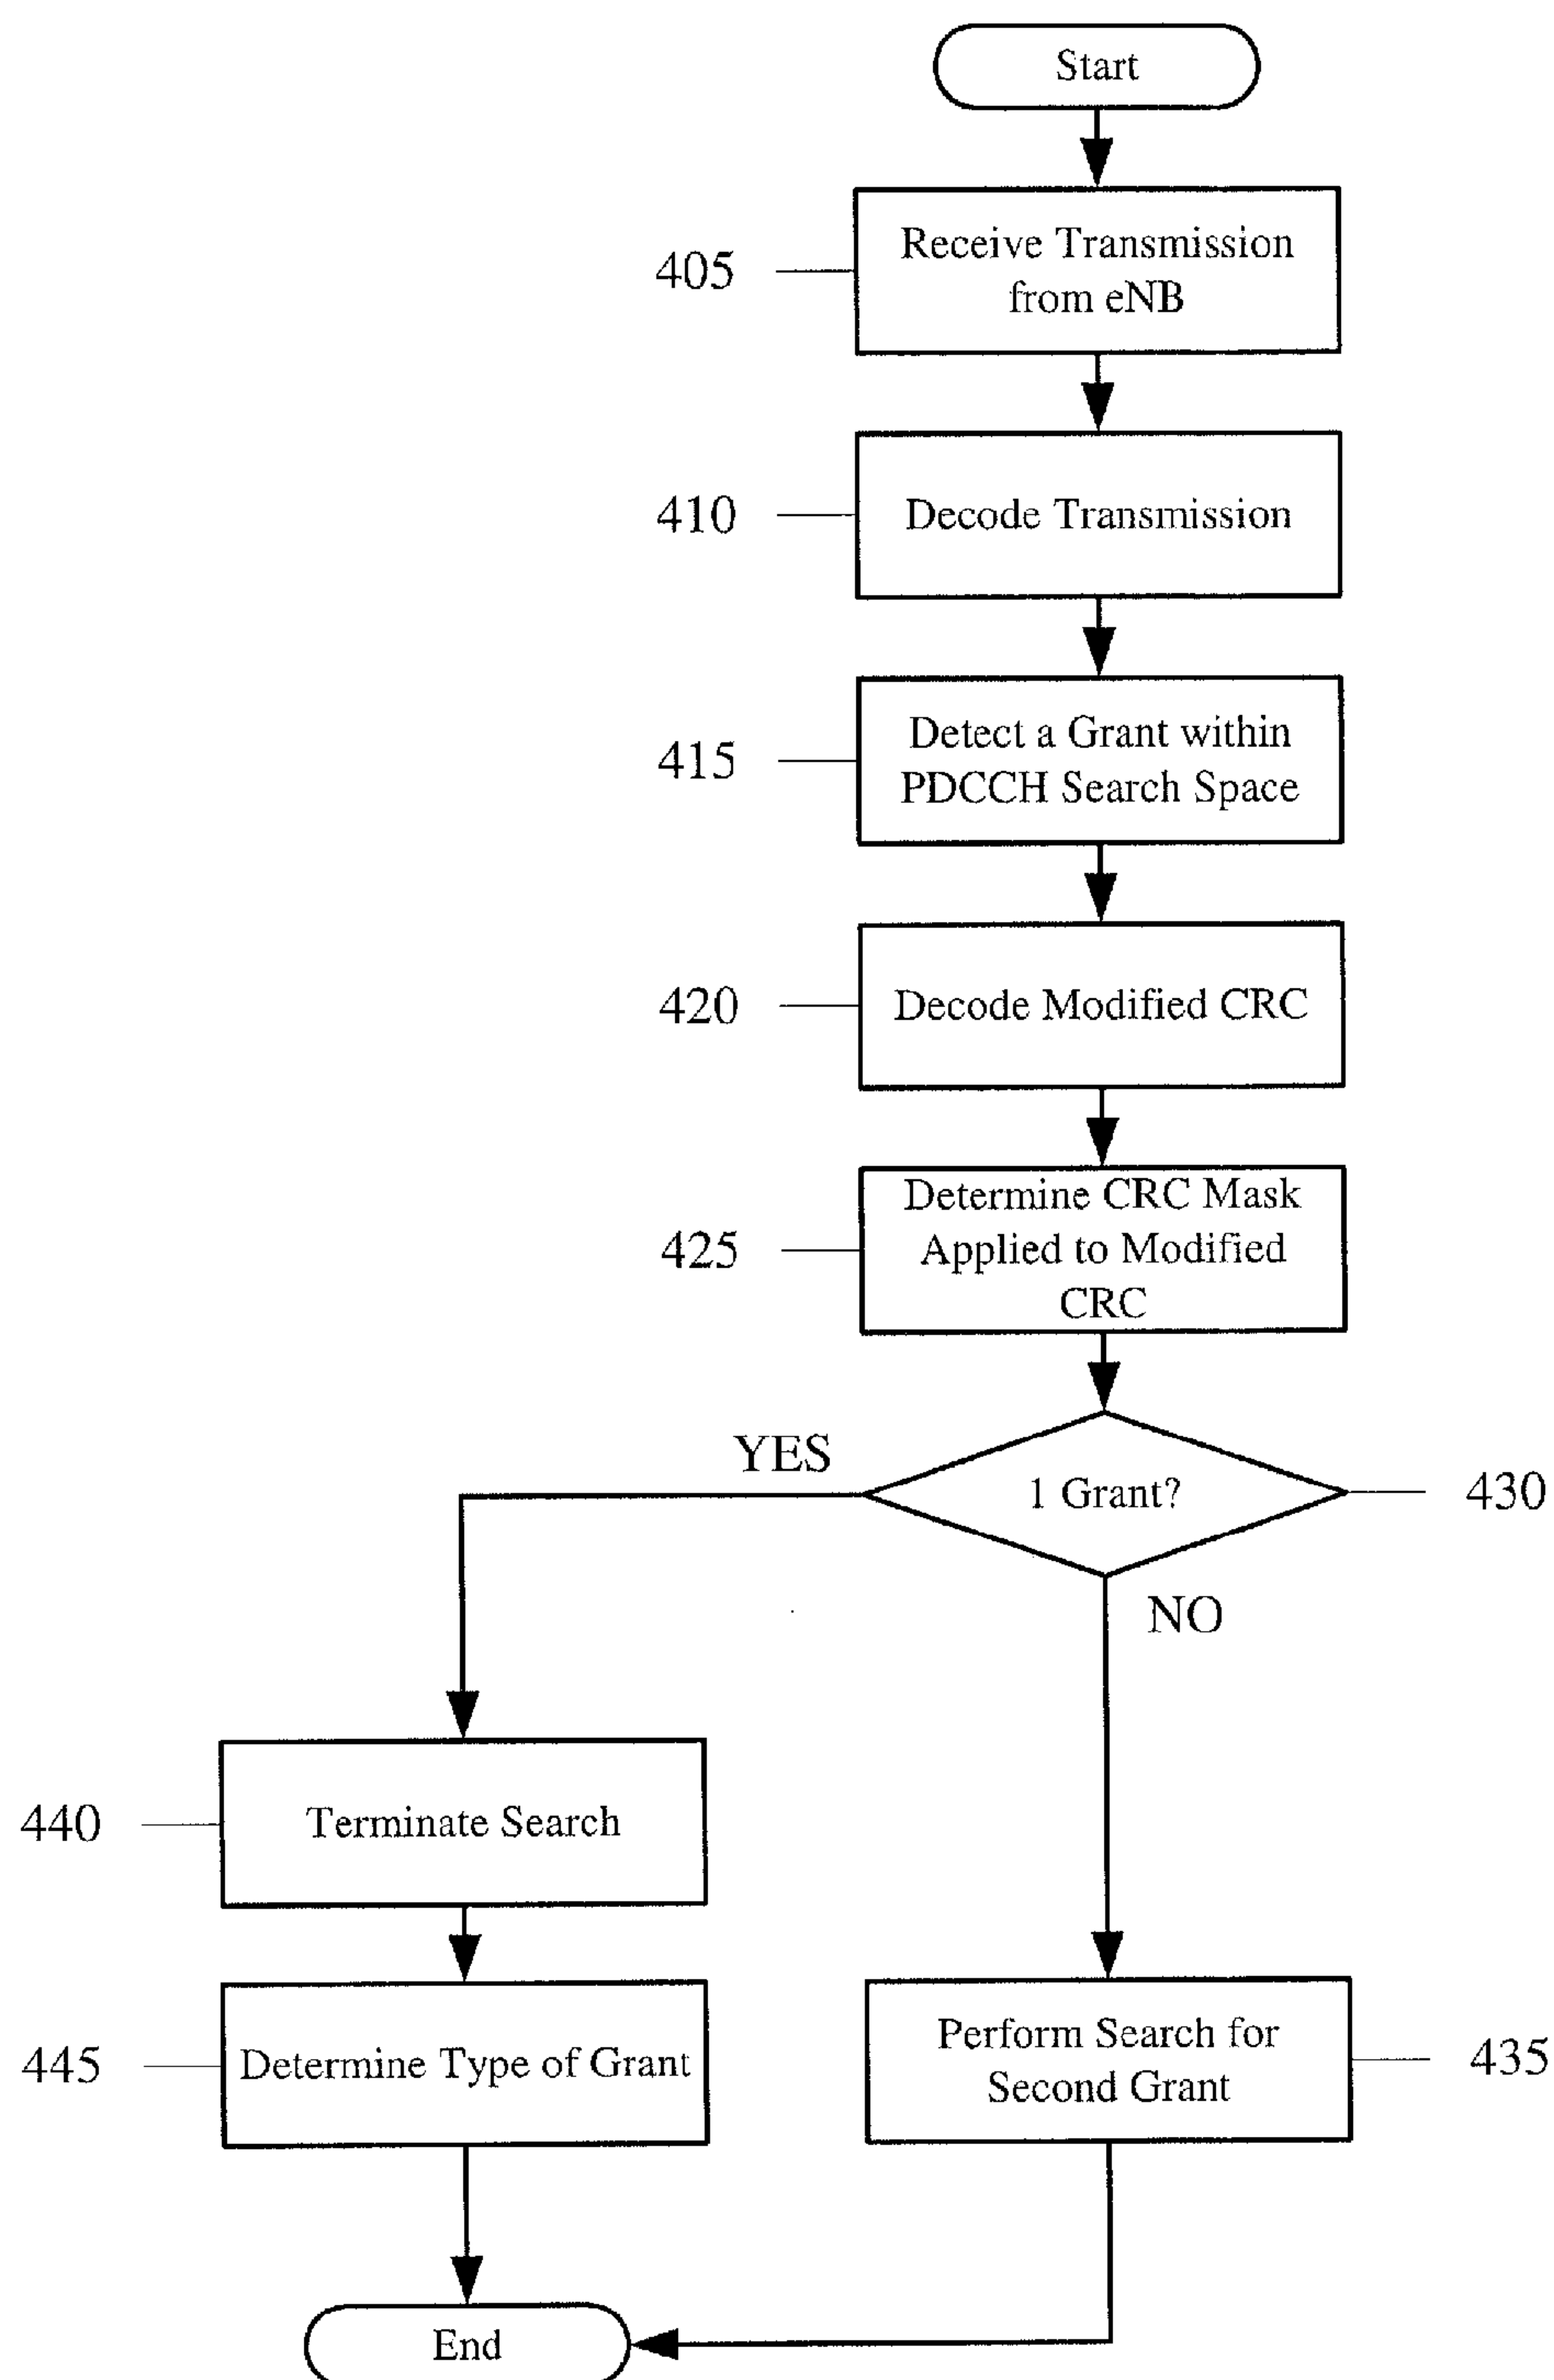 Start
405
Receive Transmission
from eNB
410
Decode Transmission
415
Detect a Grant within
PDCCH Search Space
420
Decode Modified CRC
425
Determine CRC Mask
Applied to Modified
CRC
YES
1 Grant?
430
NO
440
Terminate Search
445
Determine Type of Grant
Perform Search for
Second Grant
435
End